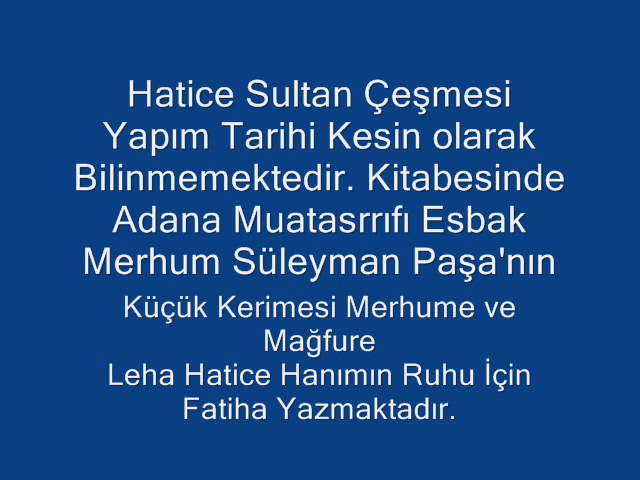 Hatice Sultan Çeşmesi
Yapım Tarihi Kesin olarak
Bilinmemektedir. Kitabesinde
Adana Muatasrrıfı Esbak
Merhum Süleyman Paşa'nın
Küçük Kerimesi Merhume ve
Mağfure
Leha Hatice Hanımın Ruhu İçin
Fatiha Yazmaktadır.